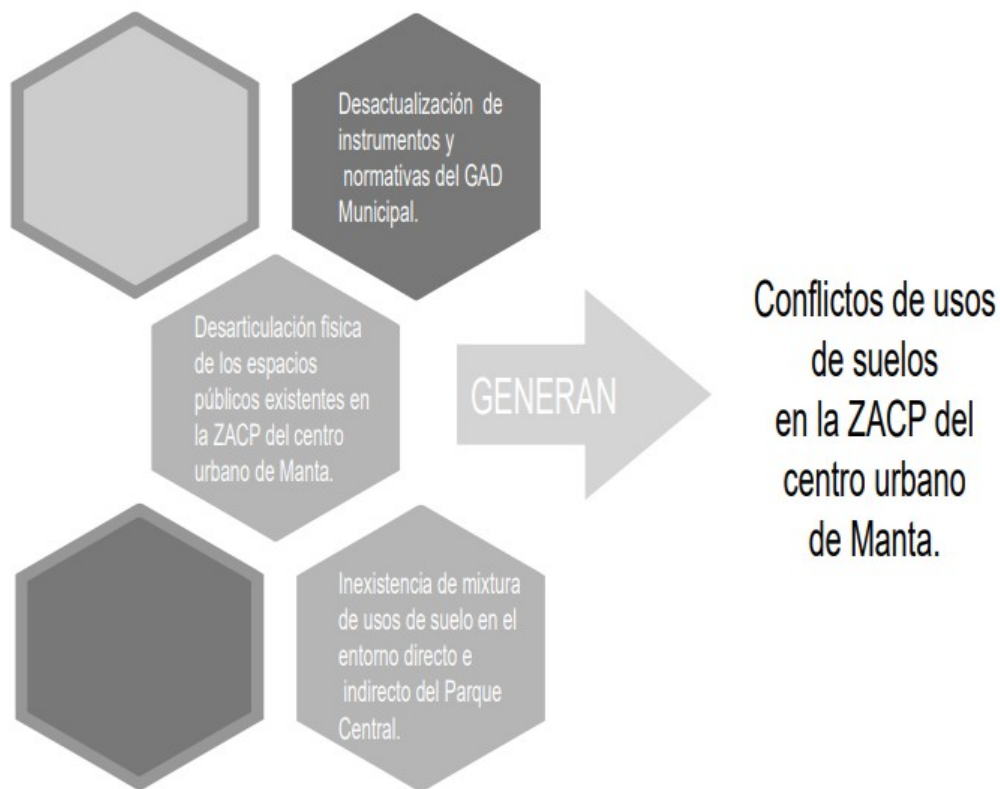 Desactualización de
instrumentos y
normativas del GAD
Municipal.
Desarticulación física
de los espacios
públicos existentes en
la ZACP del centro
urbano de Manta.
Inexistencia de mixtura
de usos de suelo en el
entorno directo e
indirecto del Parque
Central.
GENERAN
Conflictos de usos
de suelos
en la ZACP del
centro urbano
de Manta.